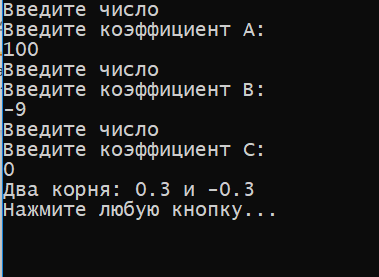 Введите число
Введите коэффициент A:
100
Введите число
Введите коэффициент B:
-9
Введите число
Введите коэффициент C:
0
Два корня: 0.3 и -0.3
Нажмите любую кнопку...